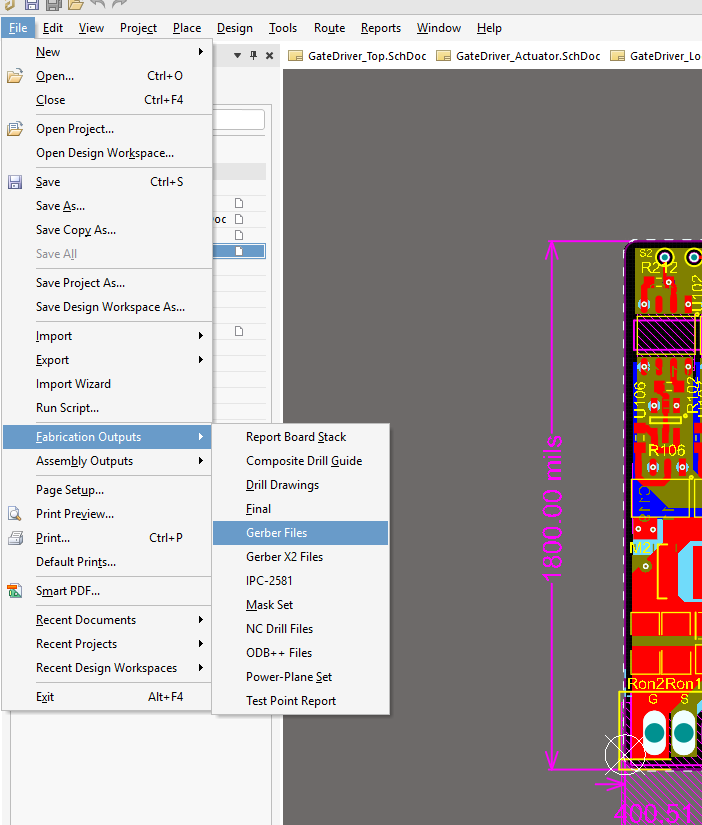 File Edit View Project Place Design Tools Route Reports Window Help
GateDriver_Top.SchDoc GateDriver_Actuator.SchDoc GateDriver_Lo
New
Open... Ctrl+O
Close Ctrl+F4
Open Project...
Open Design Workspace...
Save Ctrl+S
Save As...
Save Copy As...
Save All
Save Project As...
Save Design Workspace As...
Import
Export
Import Wizard
Run Script...
Fabrication Outputs
Assembly Outputs
Page Setup...
Print Preview...
Print... Ctrl+P
Default Prints...
Smart PDF...
Recent Documents
Recent Projects
Recent Design Workspaces
Exit Alt+F4
Report Board Stack
Composite Drill Guide
Drill Drawings
Final
Gerber Files
Gerber X2 Files
IPC-2581
Mask Set
NC Drill Files
ODB++ Files
Power-Plane Set
Test Point Report
oc
1800.00 mils
S2
R212
U102
U106
R102
R106
M2
Ron2Ron1
G S
400.51